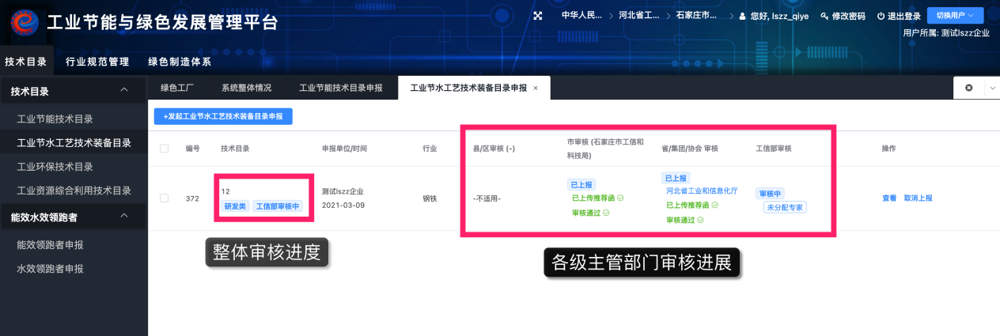 工业节能与绿色发展管理平台
中华人民... > 河北省工... > 石家庄市... > 您好, lszz_qiye 修改密码 退出登录 切换用户
用户所属: 测试lszz企业
技术目录 行业规范管理 绿色制造体系
技术目录
工业节能技术目录
工业节水工艺技术装备目录
工业环保技术目录
工业资源综合利用技术目录
能效水效领跑者
能效领跑者申报
水效领跑者申报
绿色工厂 系统整体情况 工业节能技术目录申报 工业节水工艺技术装备目录申报 ×
+发起工业节水工艺技术装备目录申报
编号 技术目录 申报单位/时间 行业 县/区审核 (-) 市审核 (石家庄市工信和
科技局) 省/集团/协会 审核 工信部审核 操作
372
12
研发类 工信部审核中
测试lszz企业
2021-03-09
钢铁
-不适用-
已上报
已上传推荐函
审核通过
已上报
河北省工业和信息化厅
已上传推荐函
审核通过
审核中
未分配专家
查看 取消上报
整体审核进度
各级主管部门审核进展